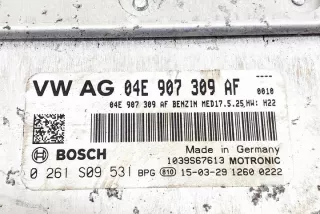 VW AG 04E 907 309 AF 0010
04E 907 309 AF BENZIN MED17.5.25, HW: H22
BOSCH
Made in Germany
1039S67613 MOTRONIC
0 261 S09 531 BPG 810 15-03-29 1260 0222